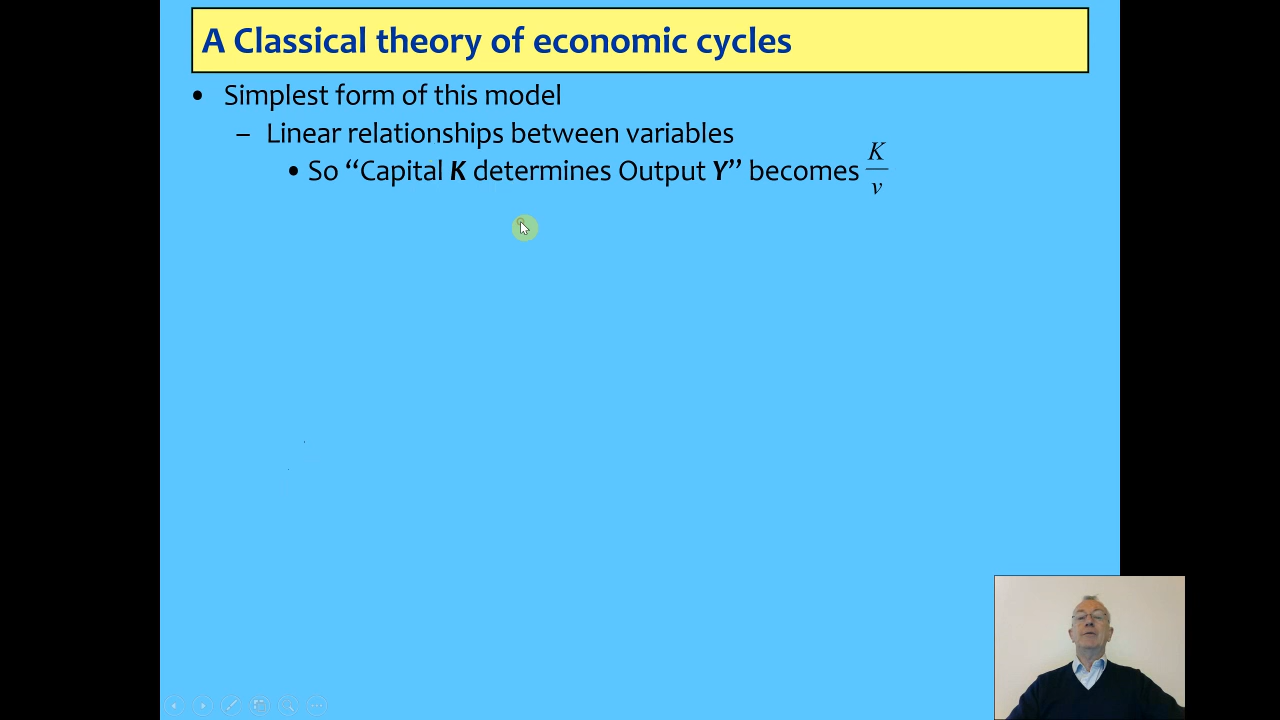 A Classical theory of economic cycles
• Simplest form of this model
– Linear relationships between variables
• So “Capital K determines Output Y” becomes K/v